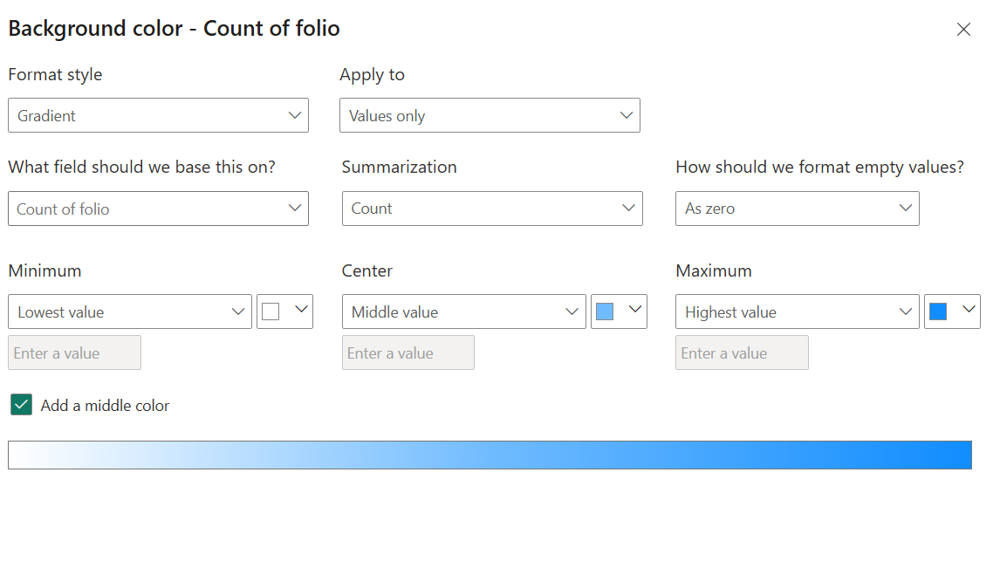 Background color - Count of folio
Format style Apply to
Gradient Values only
What field should we base this on? Summarization How should we format empty values?
Count of folio Count As zero
Minimum Center Maximum
Lowest value Middle value Highest value
Enter a value Enter a value Enter a value
Add a middle color